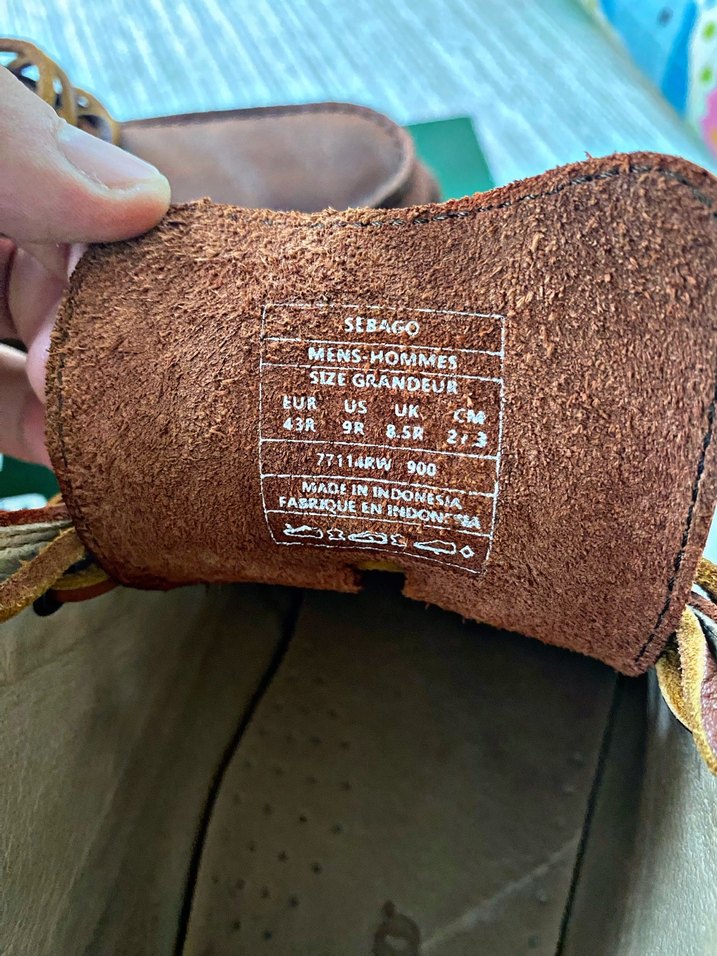 SEBAGO
MENS-HOMMES
SIZE GRANDEUR
EUR US UK CM
43R 9R 8.5R
77114RW 900
MADE IN INDONESIA
FABRIQUE EN INDONESIA